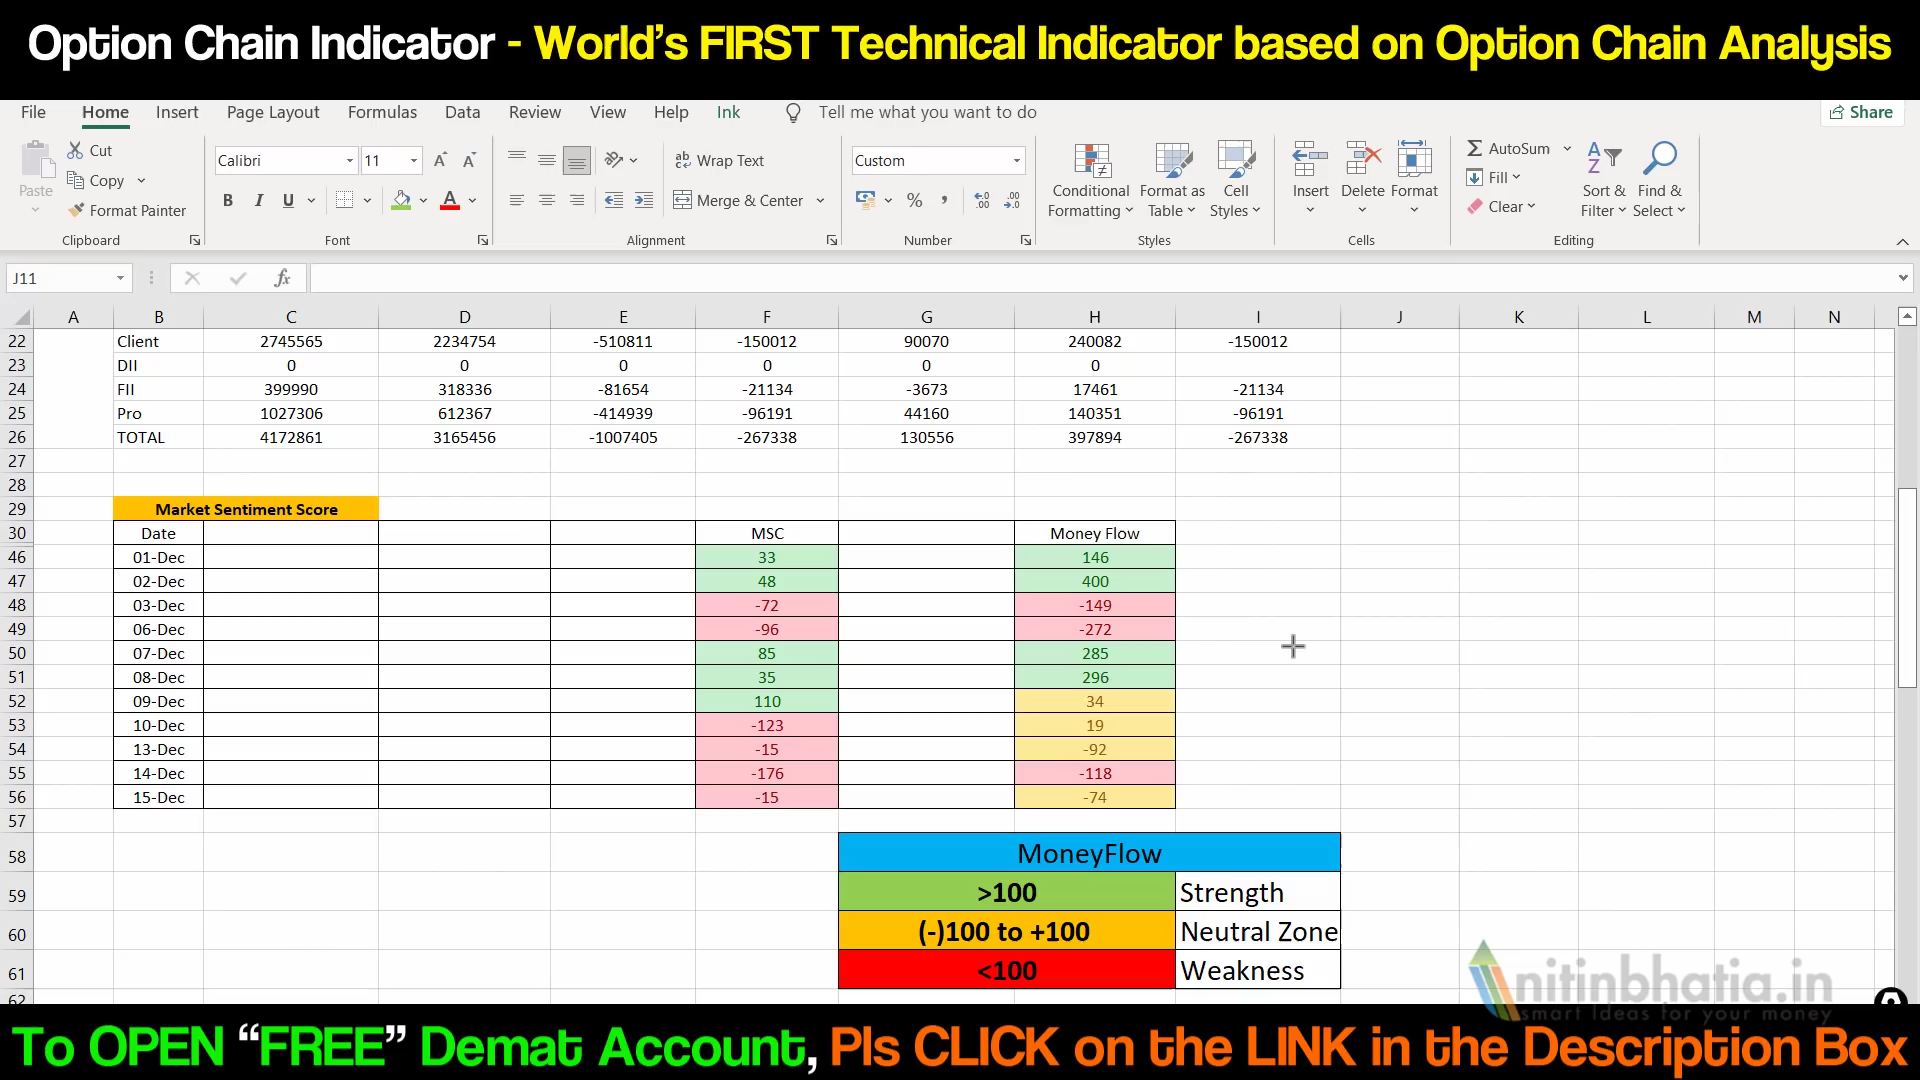 Option Chain Indicator - World's FIRST Technical Indicator based on Option Chain Analysis
File Home Insert Page Layout Formulas Data Review View Help Ink Tell me what you want to do Share
Paste Cut Copy Format Painter Clipboard
Calibri 11 B I U A Font
Wrap Text Merge & Center Alignment
Custom % , Number
Conditional Formatting Format as Table Cell Styles Styles
Insert Delete Format Cells
AutoSum Fill Clear Sort & Filter Find & Select Editing
J11 fx
A B C D E F G H I J K L M N
22 Client 2745565 2234754 -510811 -150012 90070 240082 -150012
23 DII 0 0 0 0 0 0
24 FII 399990 318336 -81654 -21134 -3673 17461 -21134
25 Pro 1027306 612367 -414939 -96191 44160 140351 -96191
26 TOTAL 4172861 3165456 -1007405 -267338 130556 397894 -267338
27
28
29 Market Sentiment Score
30 Date MSC Money Flow
46 01-Dec 33 146
47 02-Dec 48 400
48 03-Dec -72 -149
49 06-Dec -96 -272
50 07-Dec 85 285
51 08-Dec 35 296
52 09-Dec 110 34
53 10-Dec -123 19
54 13-Dec -15 -92
55 14-Dec -176 -118
56 15-Dec -15 -74
57
58 MoneyFlow
59 >100 Strength
60 (-)100 to +100 Neutral Zone
61 <100 Weakness
62
nitinbhatia.in
smart ideas for your money
To OPEN “FREE” Demat Account, Pls CLICK on the LINK in the Description Box